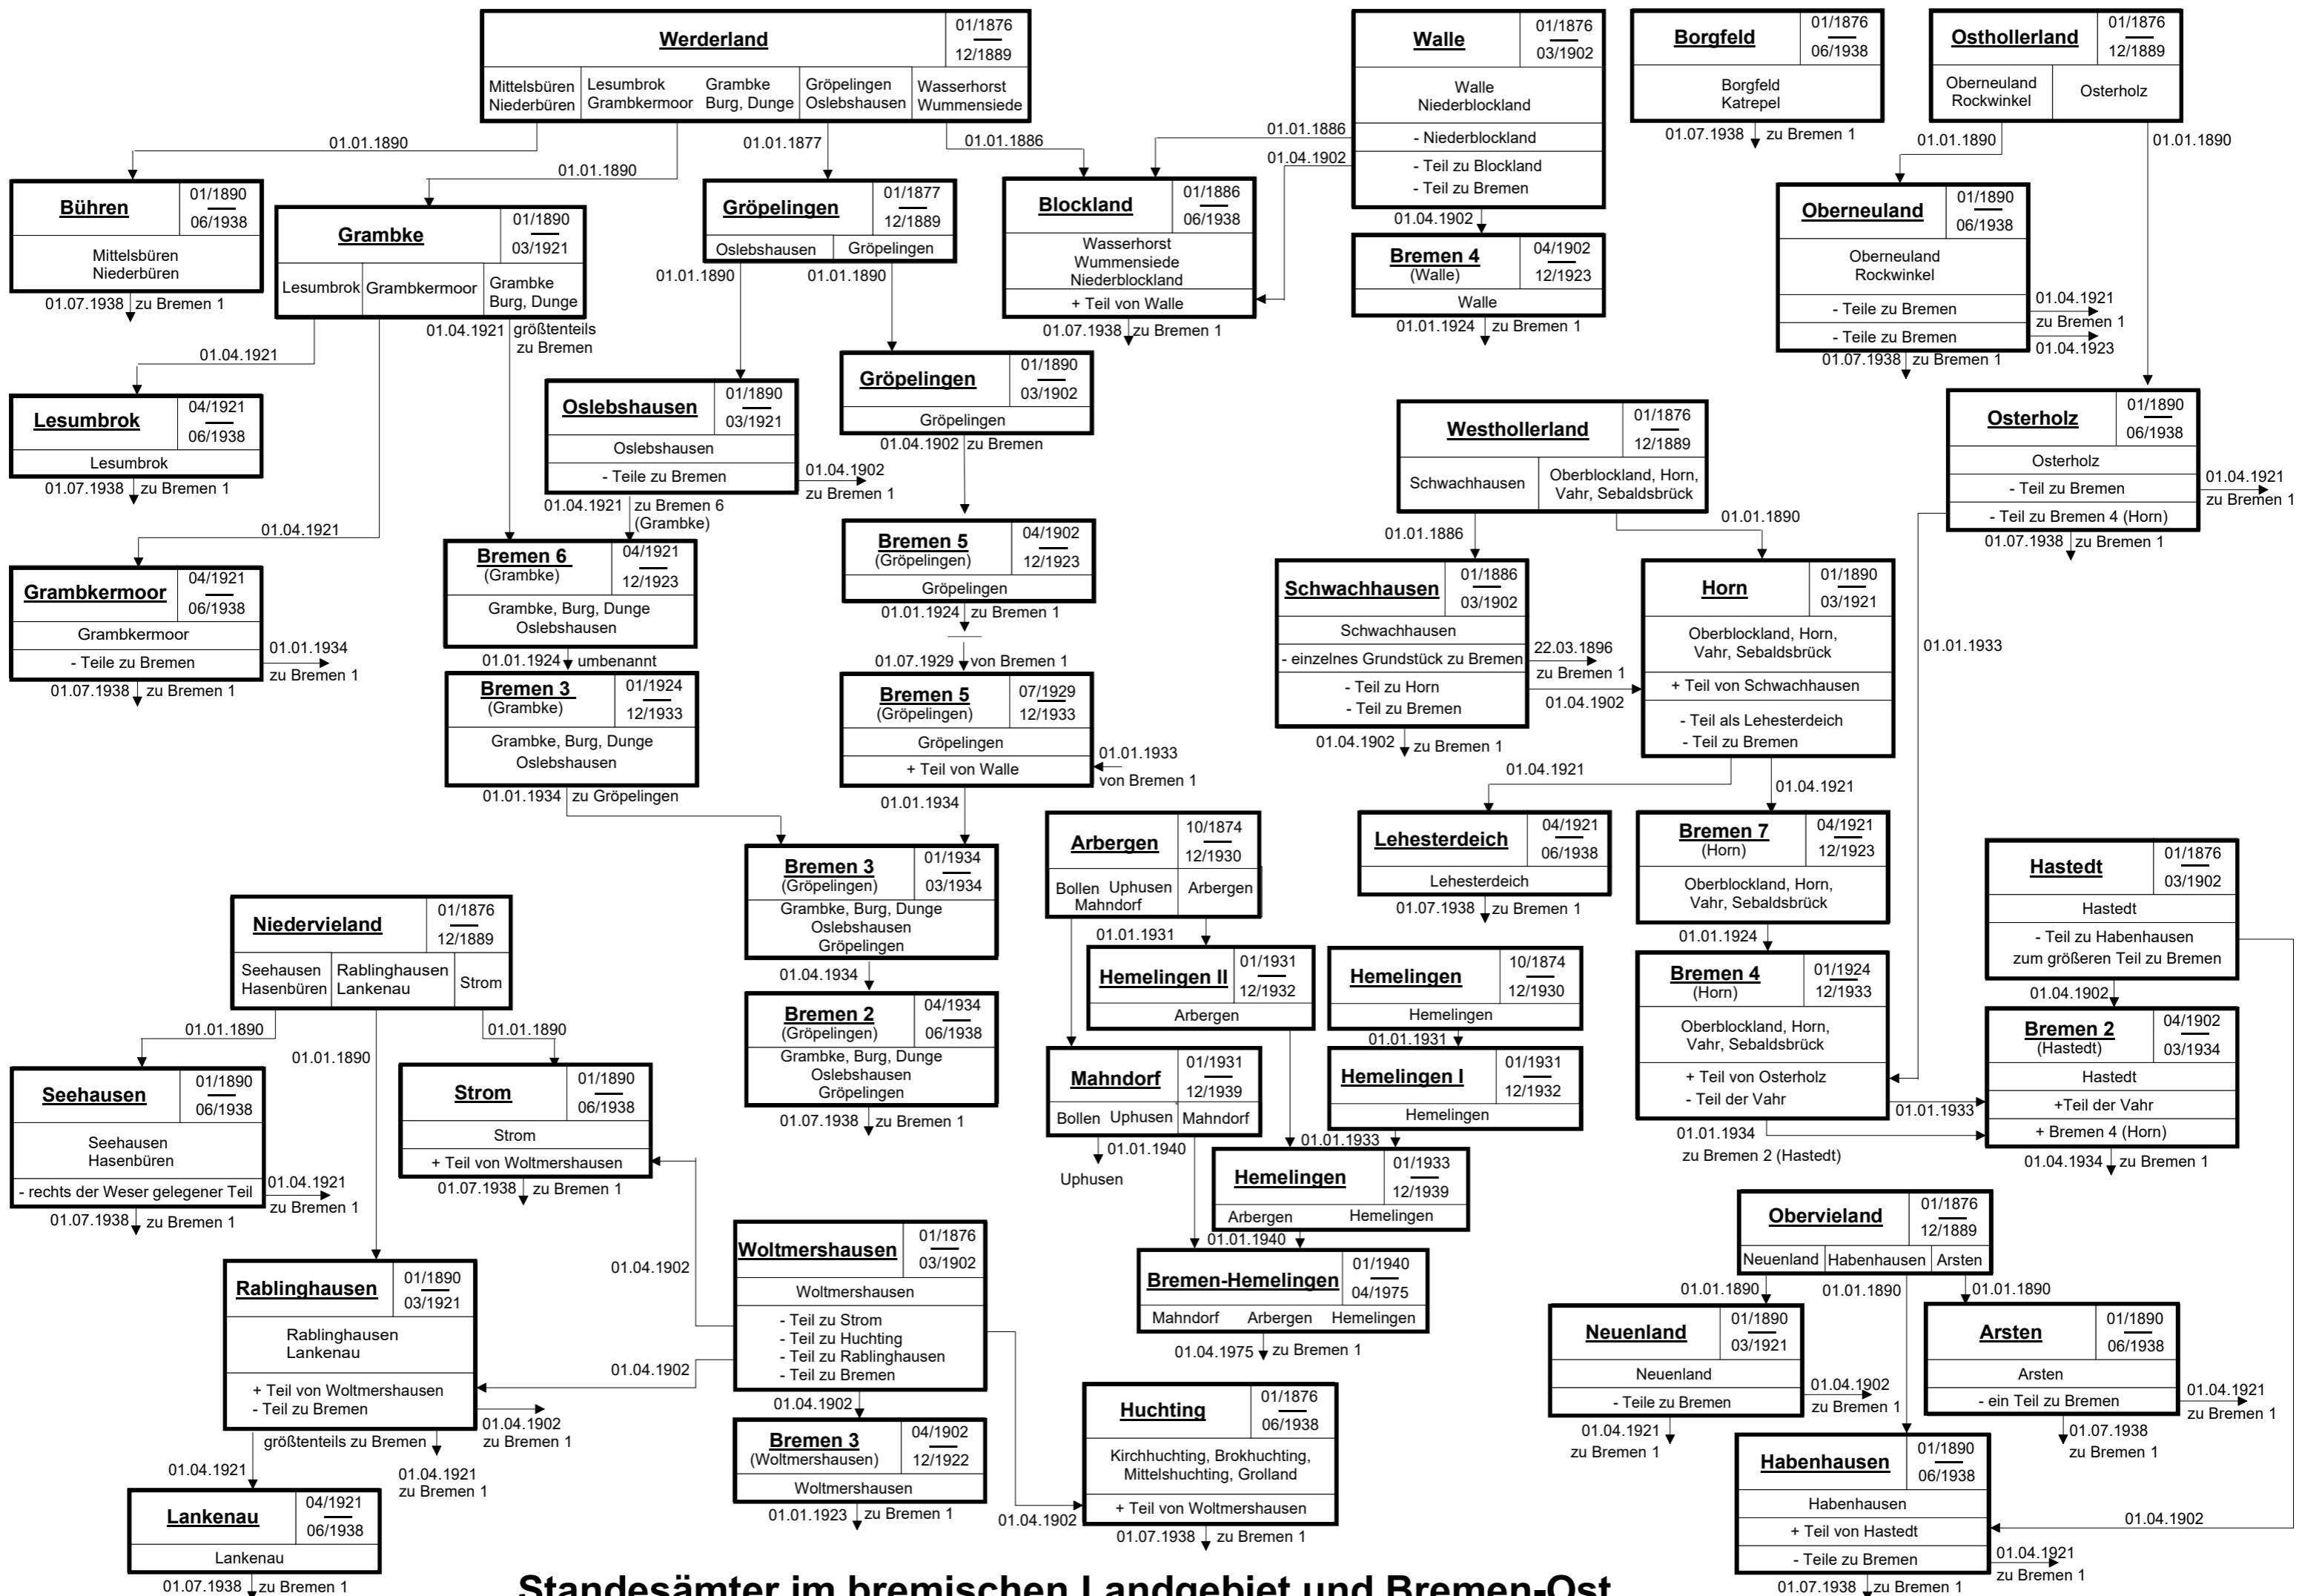 Werderland
01/1876
12/1889
Mittelsbüren
Niederbüren
Lesumbrok
Grambkermoor
Grambke
Burg, Dunge
Gröpelingen
Oslebshausen
Wasserhorst
Wummensiede
Walle
01/1876
03/1902
Walle
Niederblockland
- Niederblockland
- Teil zu Blockland
- Teil zu Bremen
Borgfeld
01/1876
06/1938
Borgfeld
Katrepel
01.07.1938 zu Bremen 1
Osthollerland
01/1876
12/1889
Oberneuland
Rockwinkel
Osterholz
01.01.1890
01.01.1890
01.01.1890
01.01.1890
01.01.1877
01.01.1886
01.01.1886
01.04.1902
Bühren
01/1890
06/1938
Mittelsbüren
Niederbüren
01.07.1938 zu Bremen 1
Grambke
01/1890
03/1921
Lesumbrok
Grambkermoor
Grambke
Burg, Dunge
01.04.1921
01.04.1921 größtenteils
zu Bremen
Gröpelingen
01/1877
12/1889
Oslebshausen
Gröpelingen
01.01.1890
01.01.1890
Blockland
01/1886
06/1938
Wasserhorst
Wummensiede
Niederblockland
+ Teil von Walle
01.07.1938 zu Bremen 1
01.04.1902
Bremen 4
(Walle)
04/1902
12/1923
Walle
01.01.1924 zu Bremen 1
Oberneuland
01/1890
06/1938
Oberneuland
Rockwinkel
- Teile zu Bremen
- Teile zu Bremen
01.04.1921
zu Bremen 1
01.04.1923
01.07.1938 zu Bremen 1
Lesumbrok
04/1921
06/1938
Lesumbrok
01.07.1938 zu Bremen 1
01.04.1921
Oslebshausen
01/1890
03/1921
Oslebshausen
- Teile zu Bremen
01.04.1902
zu Bremen 1
01.04.1921 zu Bremen 6
(Grambke)
Gröpelingen
01/1890
03/1902
Gröpelingen
01.04.1902 zu Bremen
Westhollerland
01/1876
12/1889
Schwachhausen
Oberblockland, Horn,
Vahr, Sebaldsbrück
01.01.1886
01.01.1890
Osterholz
01/1890
06/1938
Osterholz
- Teil zu Bremen
- Teil zu Bremen 4 (Horn)
01.04.1921
zu Bremen 1
01.07.1938 zu Bremen 1
01.01.1933
Grambkermoor
04/1921
06/1938
Grambkermoor
- Teile zu Bremen
01.01.1934
zu Bremen 1
01.07.1938 zu Bremen 1
Bremen 6
(Grambke)
04/1921
12/1923
Grambke, Burg, Dunge
Oslebshausen
01.01.1924 umbenannt
Bremen 3
(Grambke)
01/1924
12/1933
Grambke, Burg, Dunge
Oslebshausen
01.01.1934 zu Gröpelingen
Bremen 5
(Gröpelingen)
04/1902
12/1923
Gröpelingen
01.01.1924 zu Bremen 1
01.07.1929 von Bremen 1
Bremen 5
(Gröpelingen)
07/1929
12/1933
Gröpelingen
+ Teil von Walle
01.01.1933
von Bremen 1
01.01.1934
Schwachhausen
01/1886
03/1902
Schwachhausen
- einzelnes Grundstück zu Bremen
- Teil zu Horn
- Teil zu Bremen
22.03.1896
zu Bremen 1
01.04.1902
01.04.1902 zu Bremen 1
Horn
01/1890
03/1921
Oberblockland, Horn,
Vahr, Sebaldsbrück
+ Teil von Schwachhausen
- Teil als Lehesterdeich
- Teil zu Bremen
01.04.1921
01.04.1921
Bremen 3
(Gröpelingen)
01/1934
03/1934
Grambke, Burg, Dunge
Oslebshausen
Gröpelingen
01.04.1934
Bremen 2
(Gröpelingen)
04/1934
06/1938
Grambke, Burg, Dunge
Oslebshausen
Gröpelingen
01.07.1938 zu Bremen 1
Arbergen
10/1874
12/1930
Bollen Uphusen
Mahndorf
Arbergen
01.01.1931
Hemelingen II
01/1931
12/1932
Arbergen
Hemelingen
10/1874
12/1930
Hemelingen
01.01.1931
Mahndorf
01/1931
12/1939
Bollen Uphusen
Mahndorf
01.01.1940
Uphusen
Hemelingen I
01/1931
12/1932
Hemelingen
01.01.1933
Hemelingen
01/1933
12/1939
Arbergen
Hemelingen
01.01.1940
Bremen-Hemelingen
01/1940
04/1975
Mahndorf
Arbergen
Hemelingen
01.04.1975 zu Bremen 1
Lehesterdeich
04/1921
06/1938
Lehesterdeich
01.07.1938 zu Bremen 1
Bremen 7
(Horn)
04/1921
12/1923
Oberblockland, Horn,
Vahr, Sebaldsbrück
01.01.1924
Bremen 4
(Horn)
01/1924
12/1933
Oberblockland, Horn,
Vahr, Sebaldsbrück
+ Teil von Osterholz
- Teil der Vahr
01.01.1933
01.01.1934
zu Bremen 2 (Hastedt)
Hastedt
01/1876
03/1902
Hastedt
- Teil zu Habenhausen
zum größeren Teil zu Bremen
01.04.1902
Bremen 2
(Hastedt)
04/1902
03/1934
Hastedt
+Teil der Vahr
+ Bremen 4 (Horn)
01.04.1934 zu Bremen 1
Niedervieland
01/1876
12/1889
Seehausen
Hasenbüren
Rablinghausen
Lankenau
Strom
01.01.1890
01.01.1890
01.01.1890
Seehausen
01/1890
06/1938
Seehausen
Hasenbüren
- rechts der Weser gelegener Teil
01.04.1921
zu Bremen 1
01.07.1938 zu Bremen 1
Strom
01/1890
06/1938
Strom
+ Teil von Woltmershausen
01.07.1938 zu Bremen 1
Rablinghausen
01/1890
03/1921
Rablinghausen
Lankenau
+ Teil von Woltmershausen
- Teil zu Bremen
01.04.1902
zu Bremen 1
größtenteils zu Bremen
01.04.1921
01.04.1921
zu Bremen 1
Lankenau
04/1921
06/1938
Lankenau
01.07.1938 zu Bremen 1
Woltmershausen
01/1876
03/1902
Woltmershausen
- Teil zu Strom
- Teil zu Huchting
- Teil zu Rablinghausen
- Teil zu Bremen
01.04.1902
01.04.1902
01.04.1902
Bremen 3
(Woltmershausen)
04/1902
12/1922
Woltmershausen
01.01.1923 zu Bremen 1
01.04.1902
Huchting
01/1876
06/1938
Kirchhuchting, Brokhuchting,
Mittelshuchting, Grolland
+ Teil von Woltmershausen
01.07.1938 zu Bremen 1
Obervieland
01/1876
12/1889
Neuenland
Habenhausen
Arsten
01.01.1890
01.01.1890
01.01.1890
Neuenland
01/1890
03/1921
Neuenland
- Teile zu Bremen
01.04.1902
zu Bremen 1
01.04.1921
zu Bremen 1
Arsten
01/1890
06/1938
Arsten
- ein Teil zu Bremen
01.04.1921
zu Bremen 1
01.07.1938
zu Bremen 1
Habenhausen
01/1890
06/1938
Habenhausen
+ Teil von Hastedt
- Teile zu Bremen
01.04.1902
01.04.1921
zu Bremen 1
01.07.1938 zu Bremen 1
Standesämter im bremischen Landgebiet und Bremen-Ost